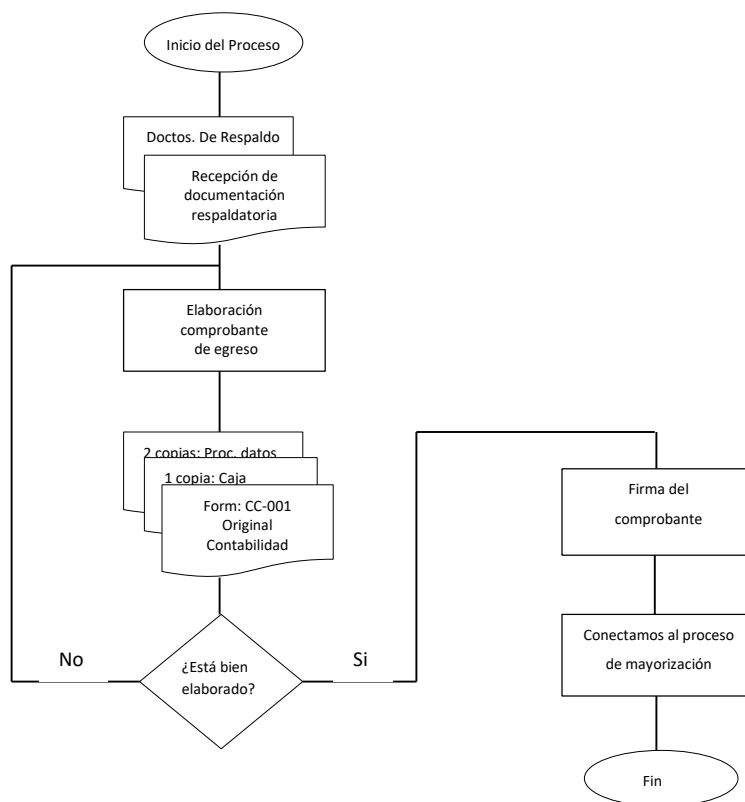 Inicio del Proceso
Doctos. De Respaldo
Recepción de
documentación
respaldatoria
Elaboración
comprobante
de egreso
2 copias: Proc. datos
1 copia: Caja
Form: CC-001
Original
Contabilidad
¿Está bien
elaborado?
No
Si
Firma del
comprobante
Conectamos al proceso
de mayorización
Fin